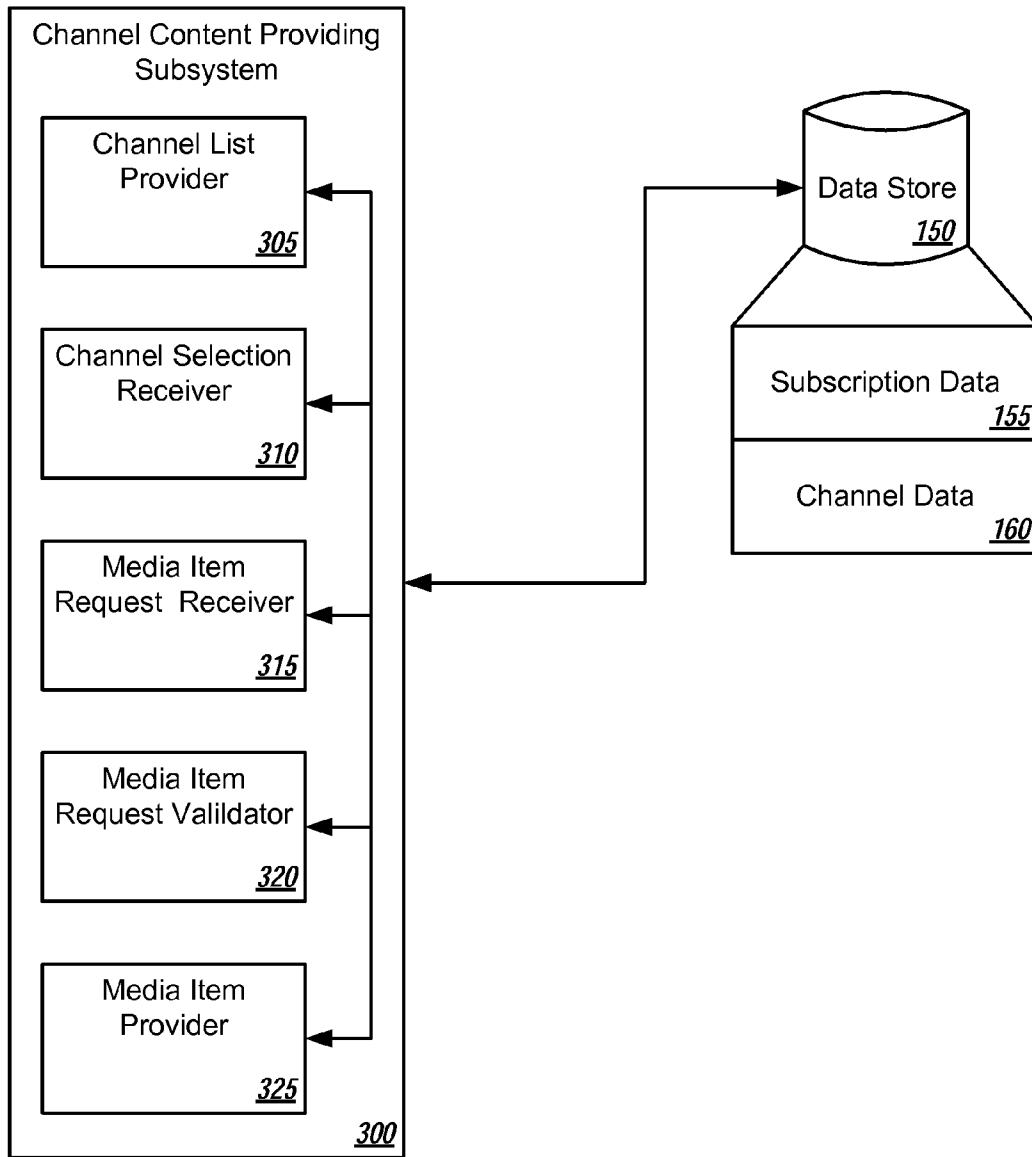 Channel Content Providing
Subsystem
Channel List
Provider
305
Channel Selection
Receiver
310
Media Item
Request Receiver
315
Media Item
Request Valildator
320
Media Item
Provider
325
300
Data Store
150
Subscription Data
155
Channel Data
160